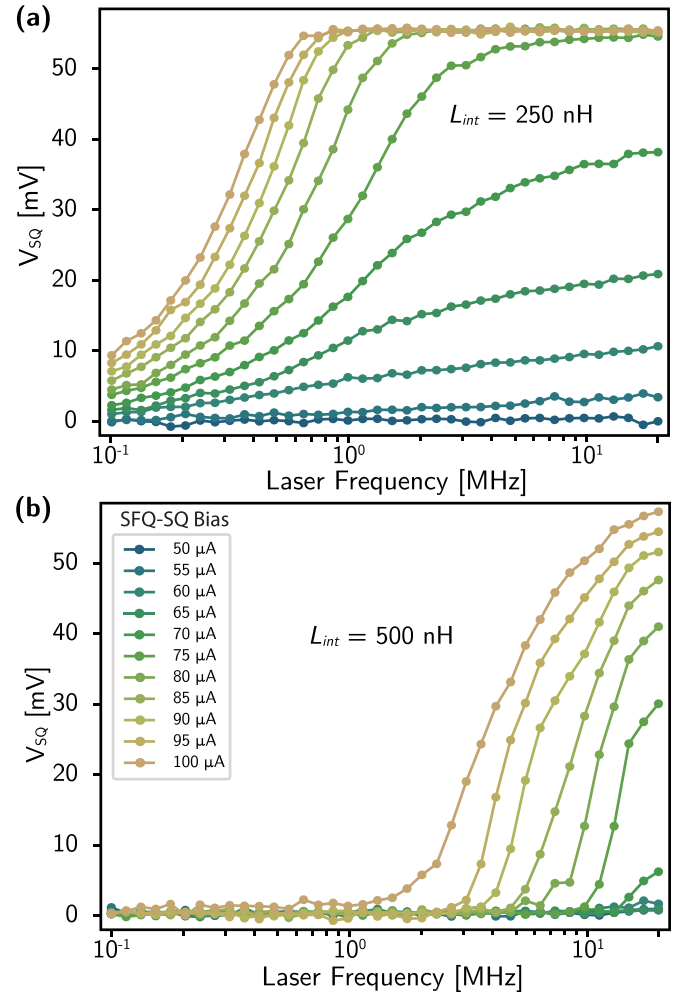 (a)
50
40
30
20
10
0
V_SQ [mV]
L_int = 250 nH
10^-1
10^0
10^1
Laser Frequency [MHz]
(b)
SFQ-SQ Bias
50 µA
55 µA
60 µA
65 µA
70 µA
75 µA
80 µA
85 µA
90 µA
95 µA
100 µA
50
40
30
20
10
0
V_SQ [mV]
L_int = 500 nH
10^-1
10^0
10^1
Laser Frequency [MHz]